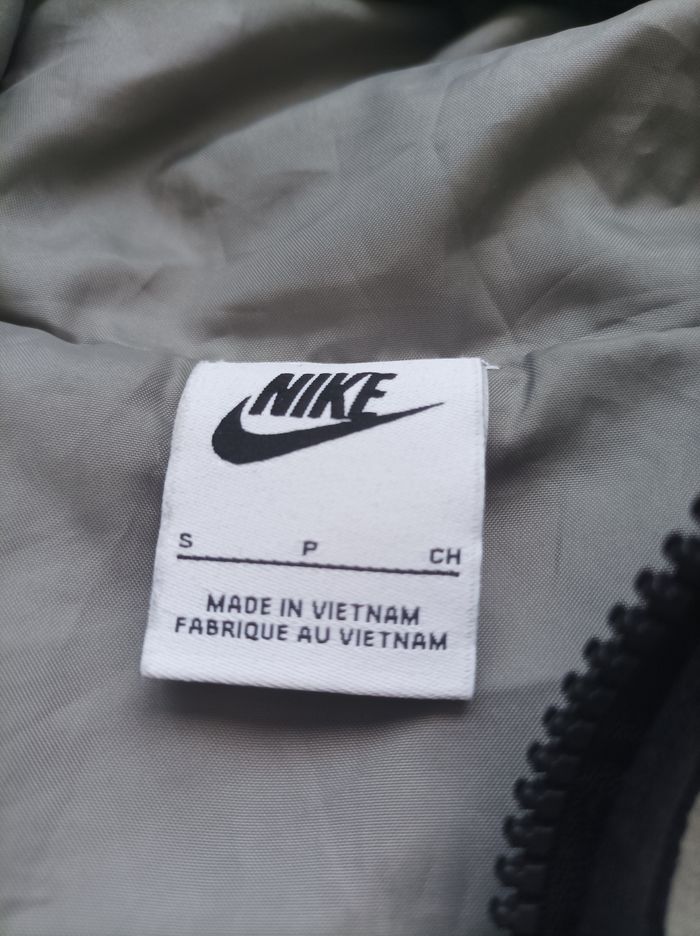 NIKE
S P CH
MADE IN VIETNAM
FABRIQUE AU VIETNAM